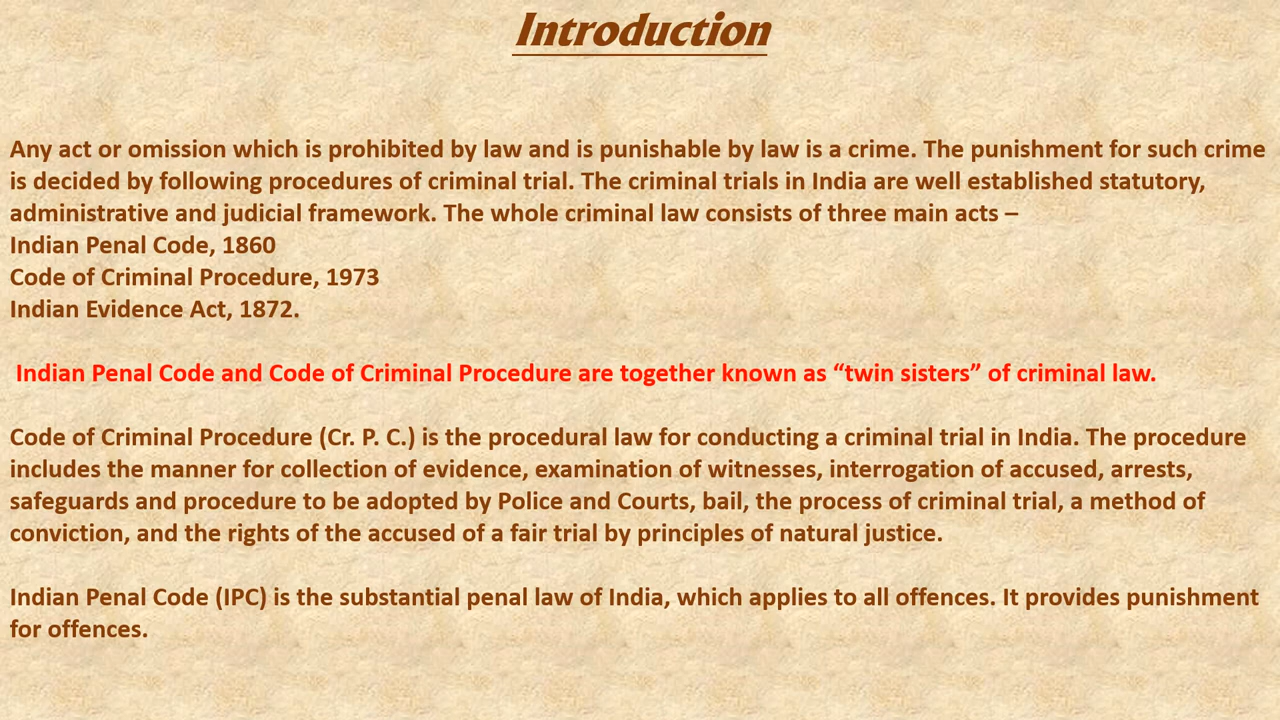 Introduction
Any act or omission which is prohibited by law and is punishable by law is a crime. The punishment for such crime
is decided by following procedures of criminal trial. The criminal trials in India are well established statutory,
administrative and judicial framework. The whole criminal law consists of three main acts –
Indian Penal Code, 1860
Code of Criminal Procedure, 1973
Indian Evidence Act, 1872.
Indian Penal Code and Code of Criminal Procedure are together known as “twin sisters” of criminal law.
Code of Criminal Procedure (Cr. P. C.) is the procedural law for conducting a criminal trial in India. The procedure
includes the manner for collection of evidence, examination of witnesses, interrogation of accused, arrests,
safeguards and procedure to be adopted by Police and Courts, bail, the process of criminal trial, a method of
conviction, and the rights of the accused of a fair trial by principles of natural justice.
Indian Penal Code (IPC) is the substantial penal law of India, which applies to all offences. It provides punishment
for offences.